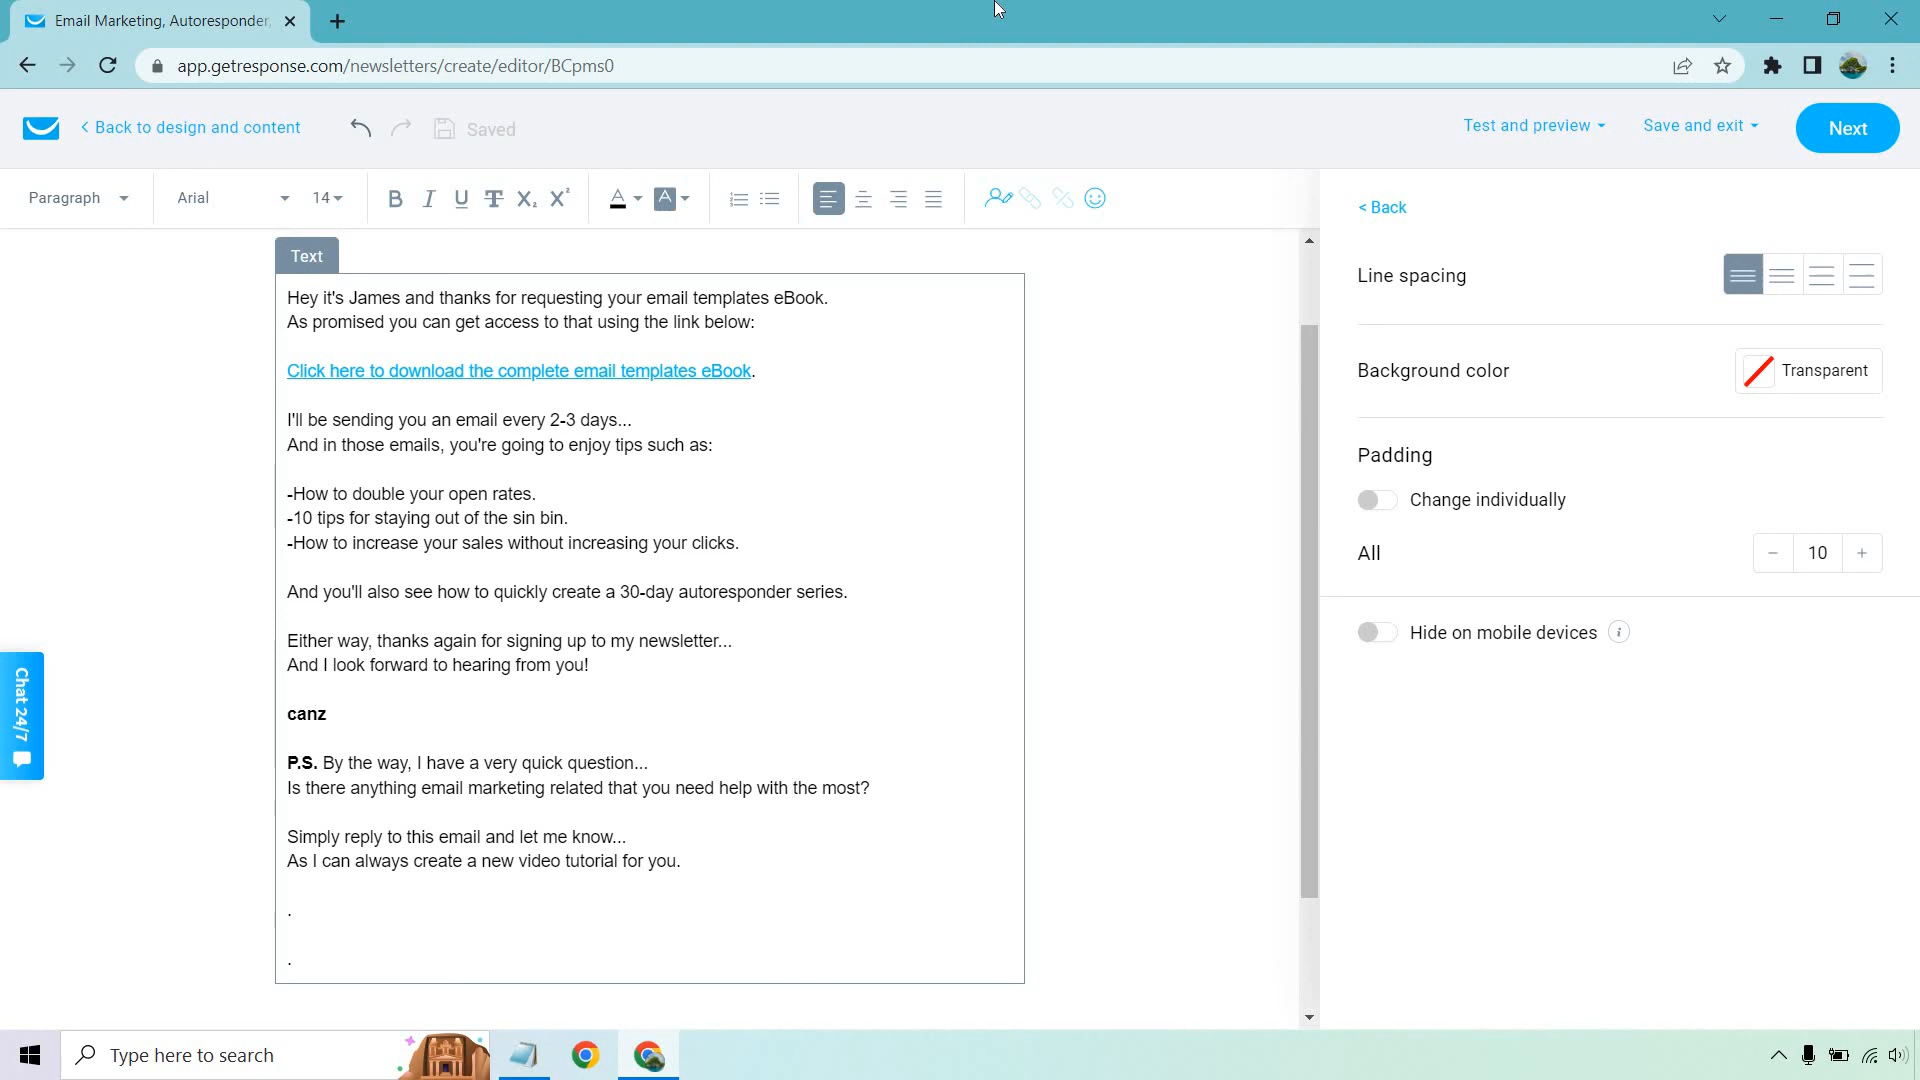 Email Marketing, Autoresponder,
app.getresponse.com/newsletters/create/editor/BCpms0
< Back to design and content
Saved
Test and preview
Save and exit
Next
Paragraph
Arial
14
B I U T X₂ X²
A
A
Text
Hey it's James and thanks for requesting your email templates eBook.
As promised you can get access to that using the link below:
Click here to download the complete email templates eBook.
I'll be sending you an email every 2-3 days...
And in those emails, you're going to enjoy tips such as:
-How to double your open rates.
-10 tips for staying out of the sin bin.
-How to increase your sales without increasing your clicks.
And you'll also see how to quickly create a 30-day autoresponder series.
Either way, thanks again for signing up to my newsletter...
And I look forward to hearing from you!
canz
P.S. By the way, I have a very quick question...
Is there anything email marketing related that you need help with the most?
Simply reply to this email and let me know...
As I can always create a new video tutorial for you.
.
.
< Back
Line spacing
Background color
Transparent
Padding
Change individually
All
− 10 +
Hide on mobile devices
i
Chat 24/7
Type here to search